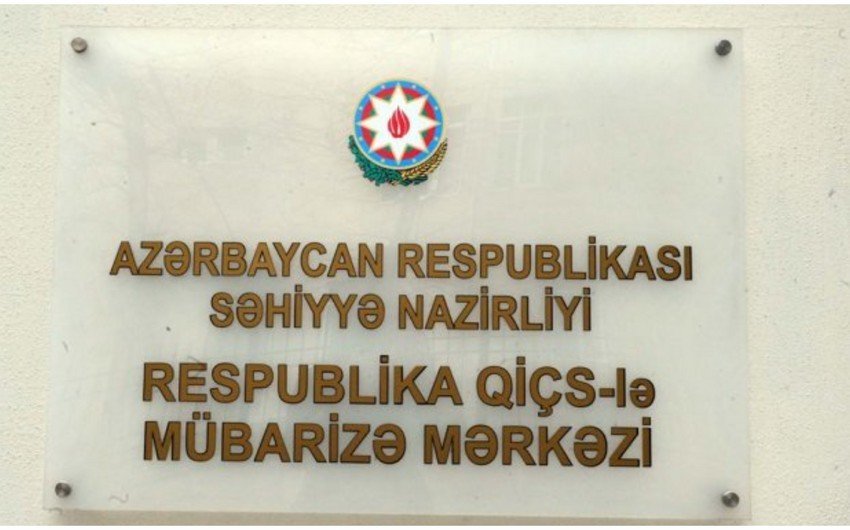 AZƏRBAYCAN RESPUBLİKASI
SƏHİYYƏ NAZİRLİYİ
RESPUBLİKA QİÇS-lə
MÜBARİZƏ MƏRKƏZİ